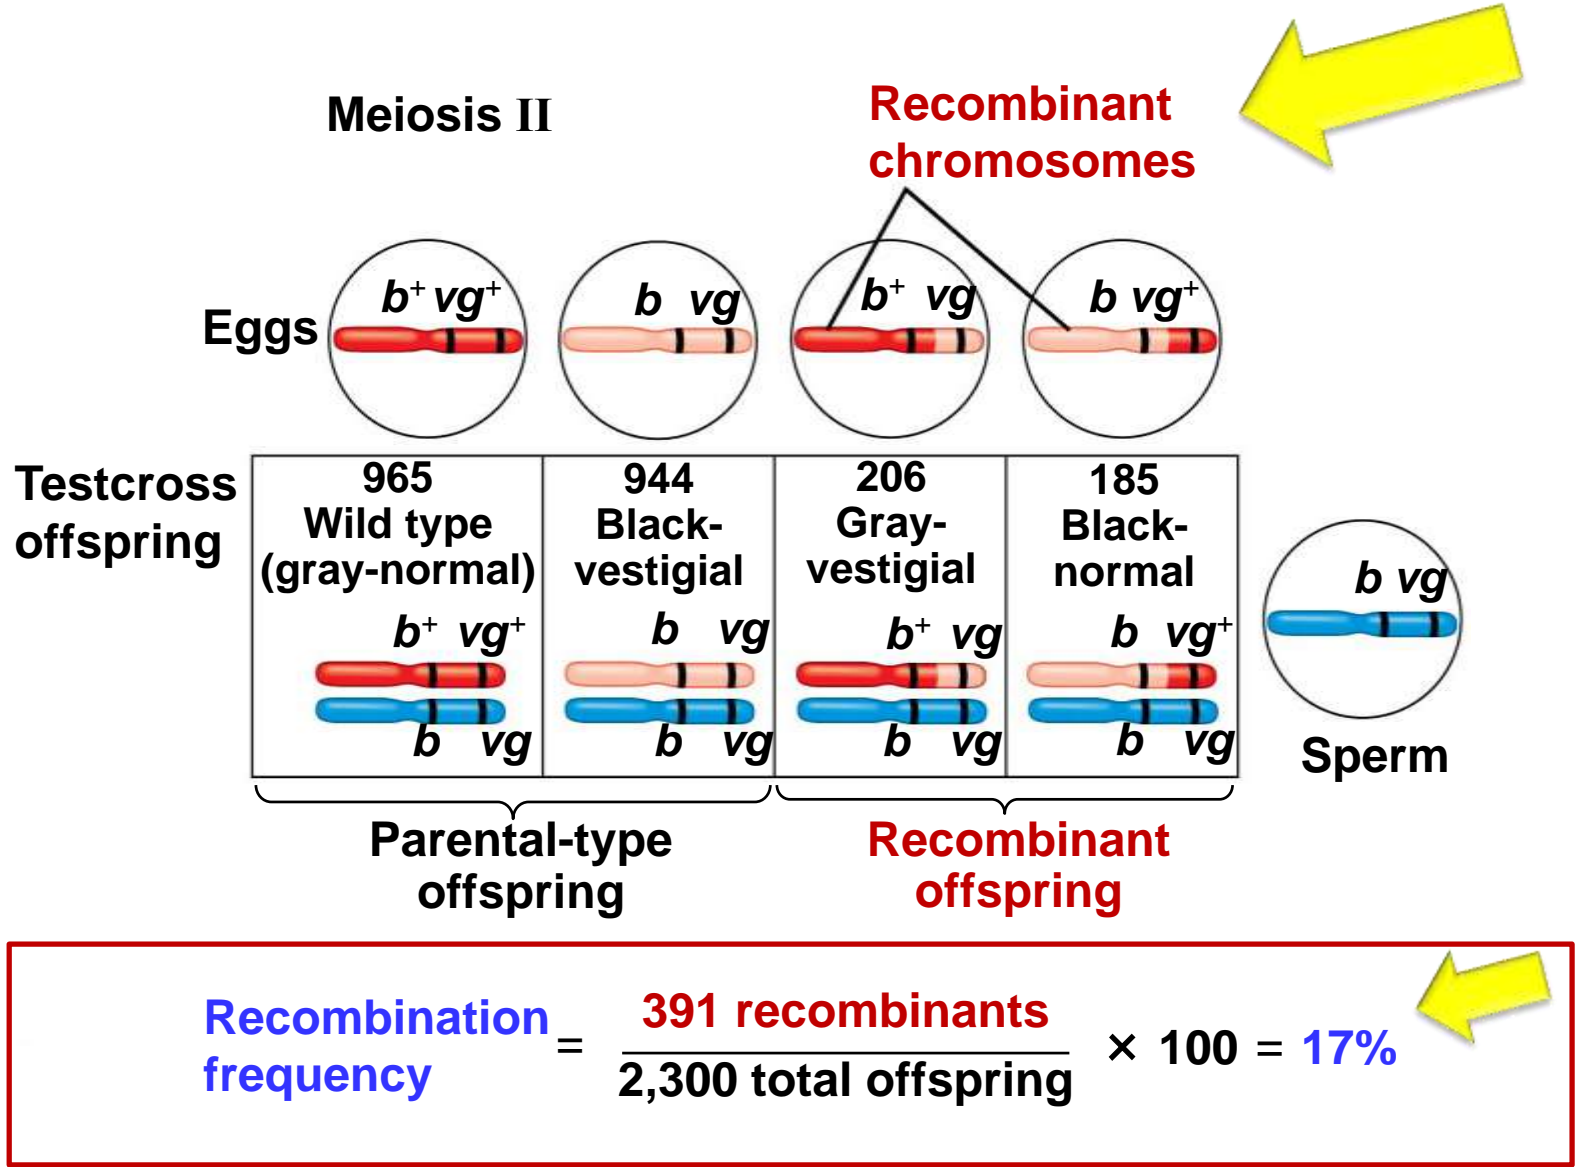 Meiosis II
Recombinant
chromosomes
Eggs
b⁺ vg⁺
b vg
b⁺ vg
b vg⁺
Testcross
offspring
965
Wild type
(gray-normal)
944
Black-
vestigial
206
Gray-
vestigial
185
Black-
normal
b⁺ vg⁺
b vg
b⁺ vg
b vg⁺
b vg
b vg
b vg
b vg
b vg
Sperm
Parental-type
offspring
Recombinant
offspring
Recombination
frequency
=
391 recombinants
2,300 total offspring
× 100 = 17%